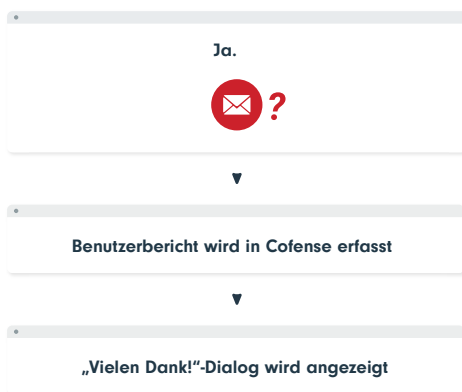 Ja.
?
Benutzerbericht wird in Cofense erfasst
„Vielen Dank!“-Dialog wird angezeigt